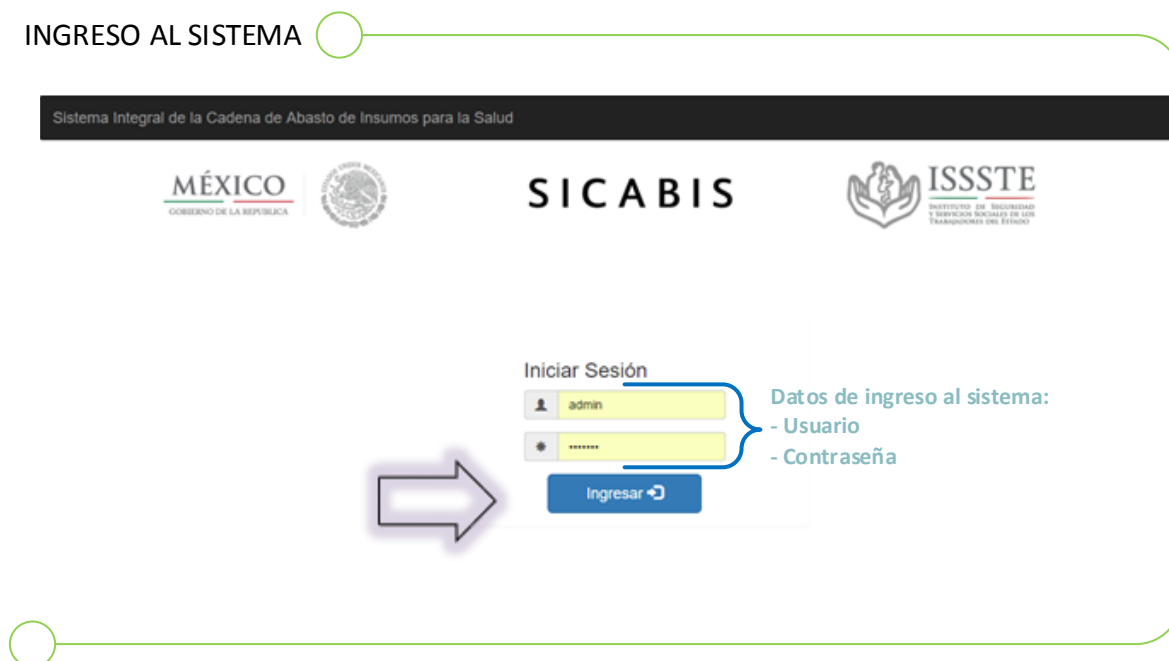 INGRESO AL SISTEMA
Sistema Integral de la Cadena de Abasto de Insumos para la Salud
MÉXICO
GOBIERNO DE LA REPÚBLICA
SICABIS
ISSSTE
INSTITUTO DE SEGURIDAD
Y SERVICIOS SOCIALES DE LOS
TRABAJADORES DEL ESTADO
Iniciar Sesión
admin
Datos de ingreso al sistema:
- Usuario
- Contraseña
Ingresar